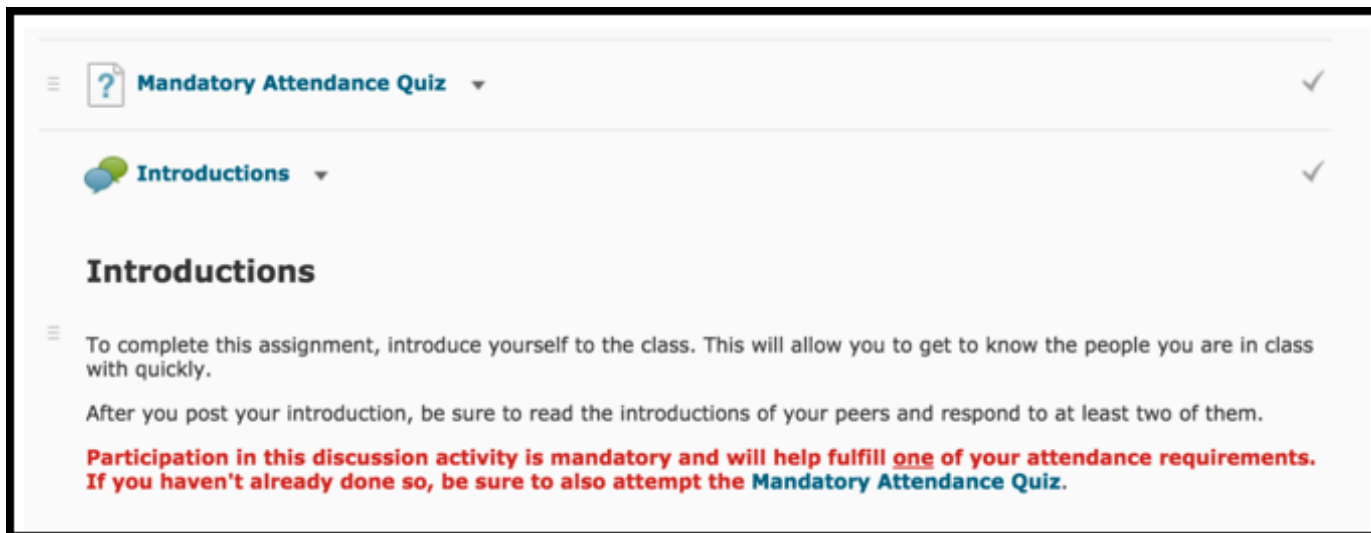 Mandatory Attendance Quiz
Introductions
Introductions
To complete this assignment, introduce yourself to the class. This will allow you to get to know the people you are in class
with quickly.
After you post your introduction, be sure to read the introductions of your peers and respond to at least two of them.
Participation in this discussion activity is mandatory and will help fulfill one of your attendance requirements.
If you haven't already done so, be sure to also attempt the Mandatory Attendance Quiz.